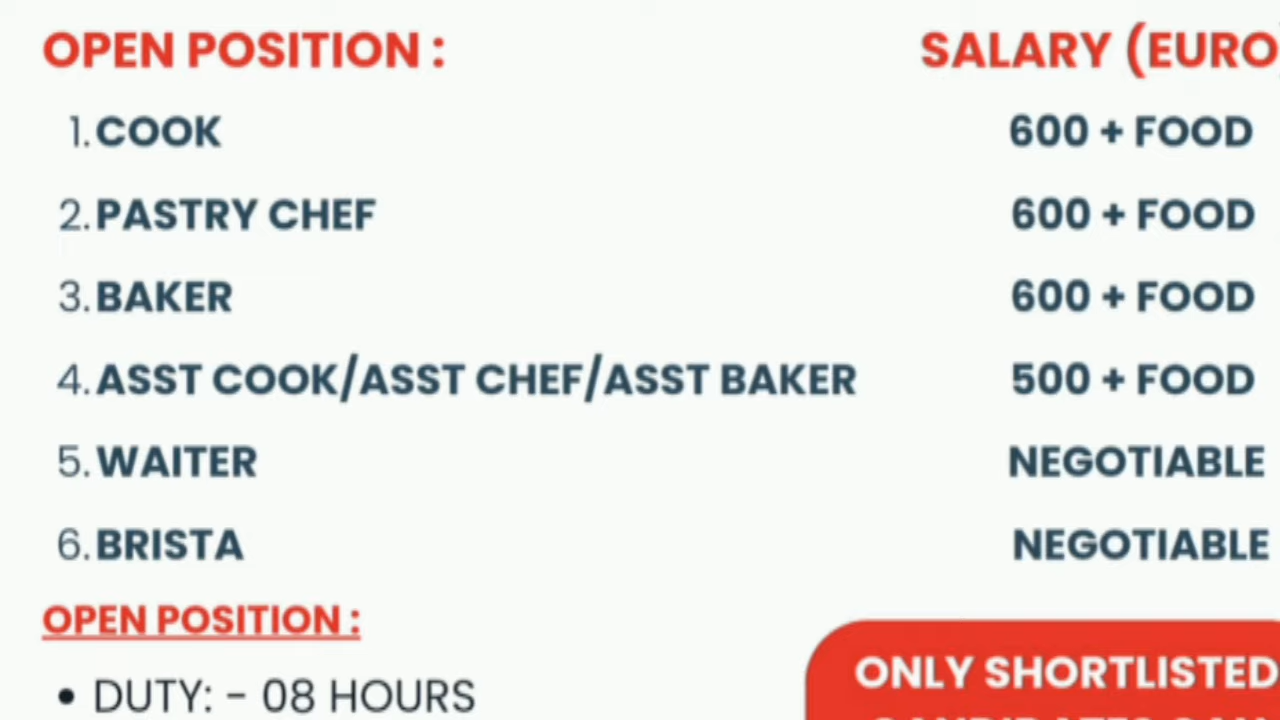 OPEN POSITION : SALARY (EURO)
1. COOK 600 + FOOD
2. PASTRY CHEF 600 + FOOD
3. BAKER 600 + FOOD
4. ASST COOK/ASST CHEF/ASST BAKER 500 + FOOD
5. WAITER NEGOTIABLE
6. BRISTA NEGOTIABLE
OPEN POSITION :
• DUTY: - 08 HOURS
ONLY SHORTLISTED